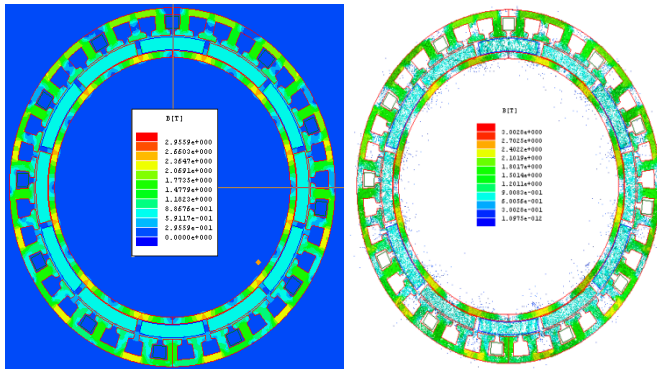 B[T]
2.9559e+000
2.6603e+000
2.3647e+000
2.0691e+000
1.7735e+000
1.4779e+000
1.1823e+000
8.8676e-001
5.9117e-001
2.9559e-001
0.0000e+000
B[T]
3.0028e+000
2.7025e+000
2.4022e+000
2.1019e+000
1.8017e+000
1.5014e+000
1.2011e+000
9.0083e-001
6.0056e-001
3.0028e-001
1.0975e-012